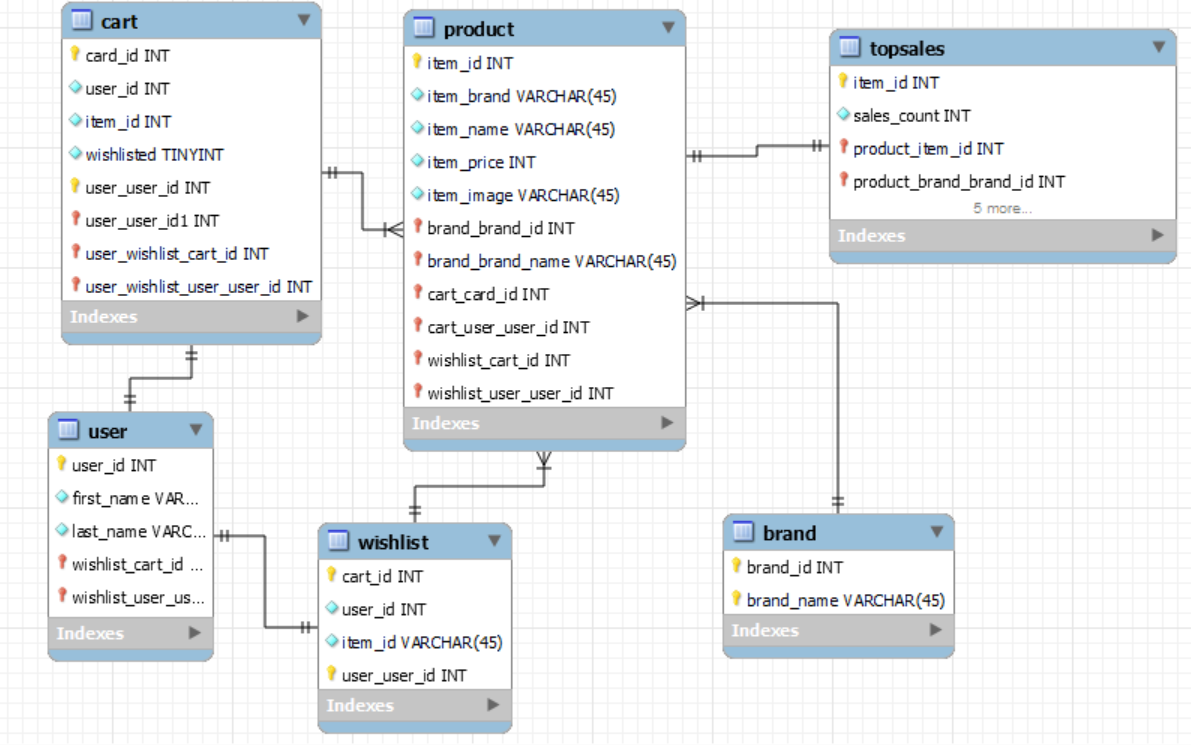 cart
card_id INT
user_id INT
item_id INT
wishlisted TINYINT
user_user_id INT
user_user_id1 INT
user_wishlist_cart_id INT
user_wishlist_user_user_id INT
Indexes
product
item_id INT
item_brand VARCHAR(45)
item_name VARCHAR(45)
item_price INT
item_image VARCHAR(45)
brand_brand_id INT
brand_brand_name VARCHAR(45)
cart_card_id INT
cart_user_user_id INT
wishlist_cart_id INT
wishlist_user_user_id INT
Indexes
topsales
item_id INT
sales_count INT
product_item_id INT
product_brand_brand_id INT
5 more...
Indexes
user
user_id INT
first_name VAR...
last_name VARC...
wishlist_cart_id ...
wishlist_user_us...
Indexes
wishlist
cart_id INT
user_id INT
item_id VARCHAR(45)
user_user_id INT
Indexes
brand
brand_id INT
brand_name VARCHAR(45)
Indexes